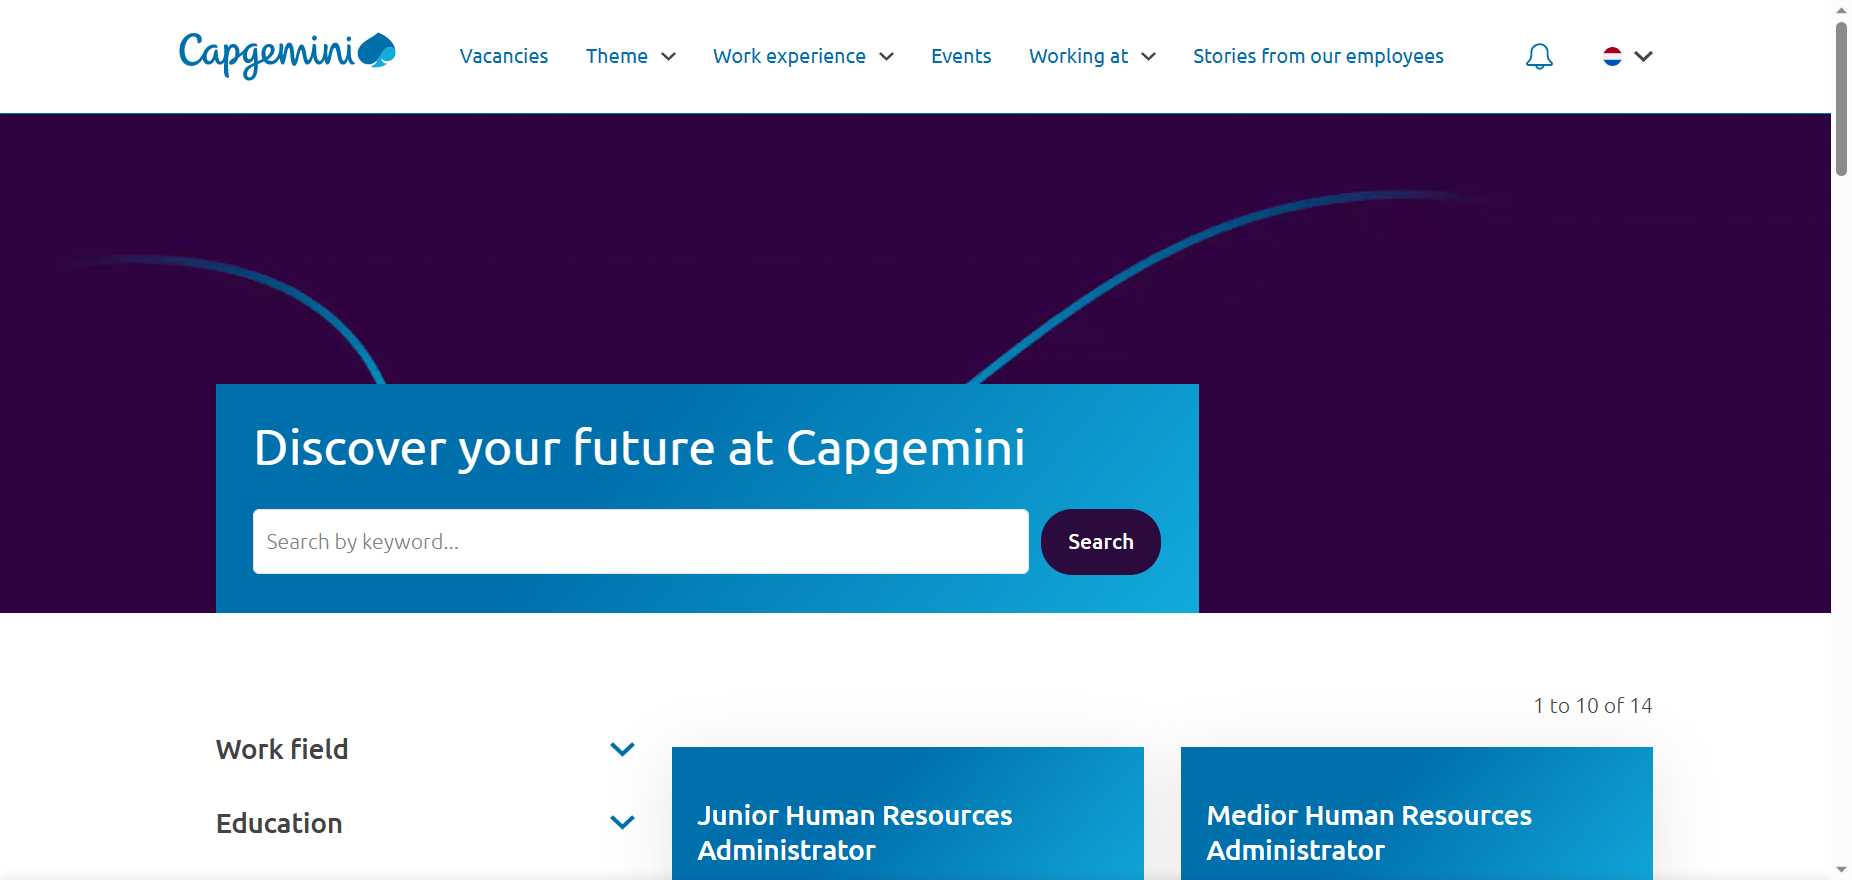 Capgemini
Vacancies
Theme
Work experience
Events
Working at
Stories from our employees
Discover your future at Capgemini
Search by keyword...
Search
1 to 10 of 14
Work field
Education
Junior Human Resources
Administrator
Medior Human Resources
Administrator